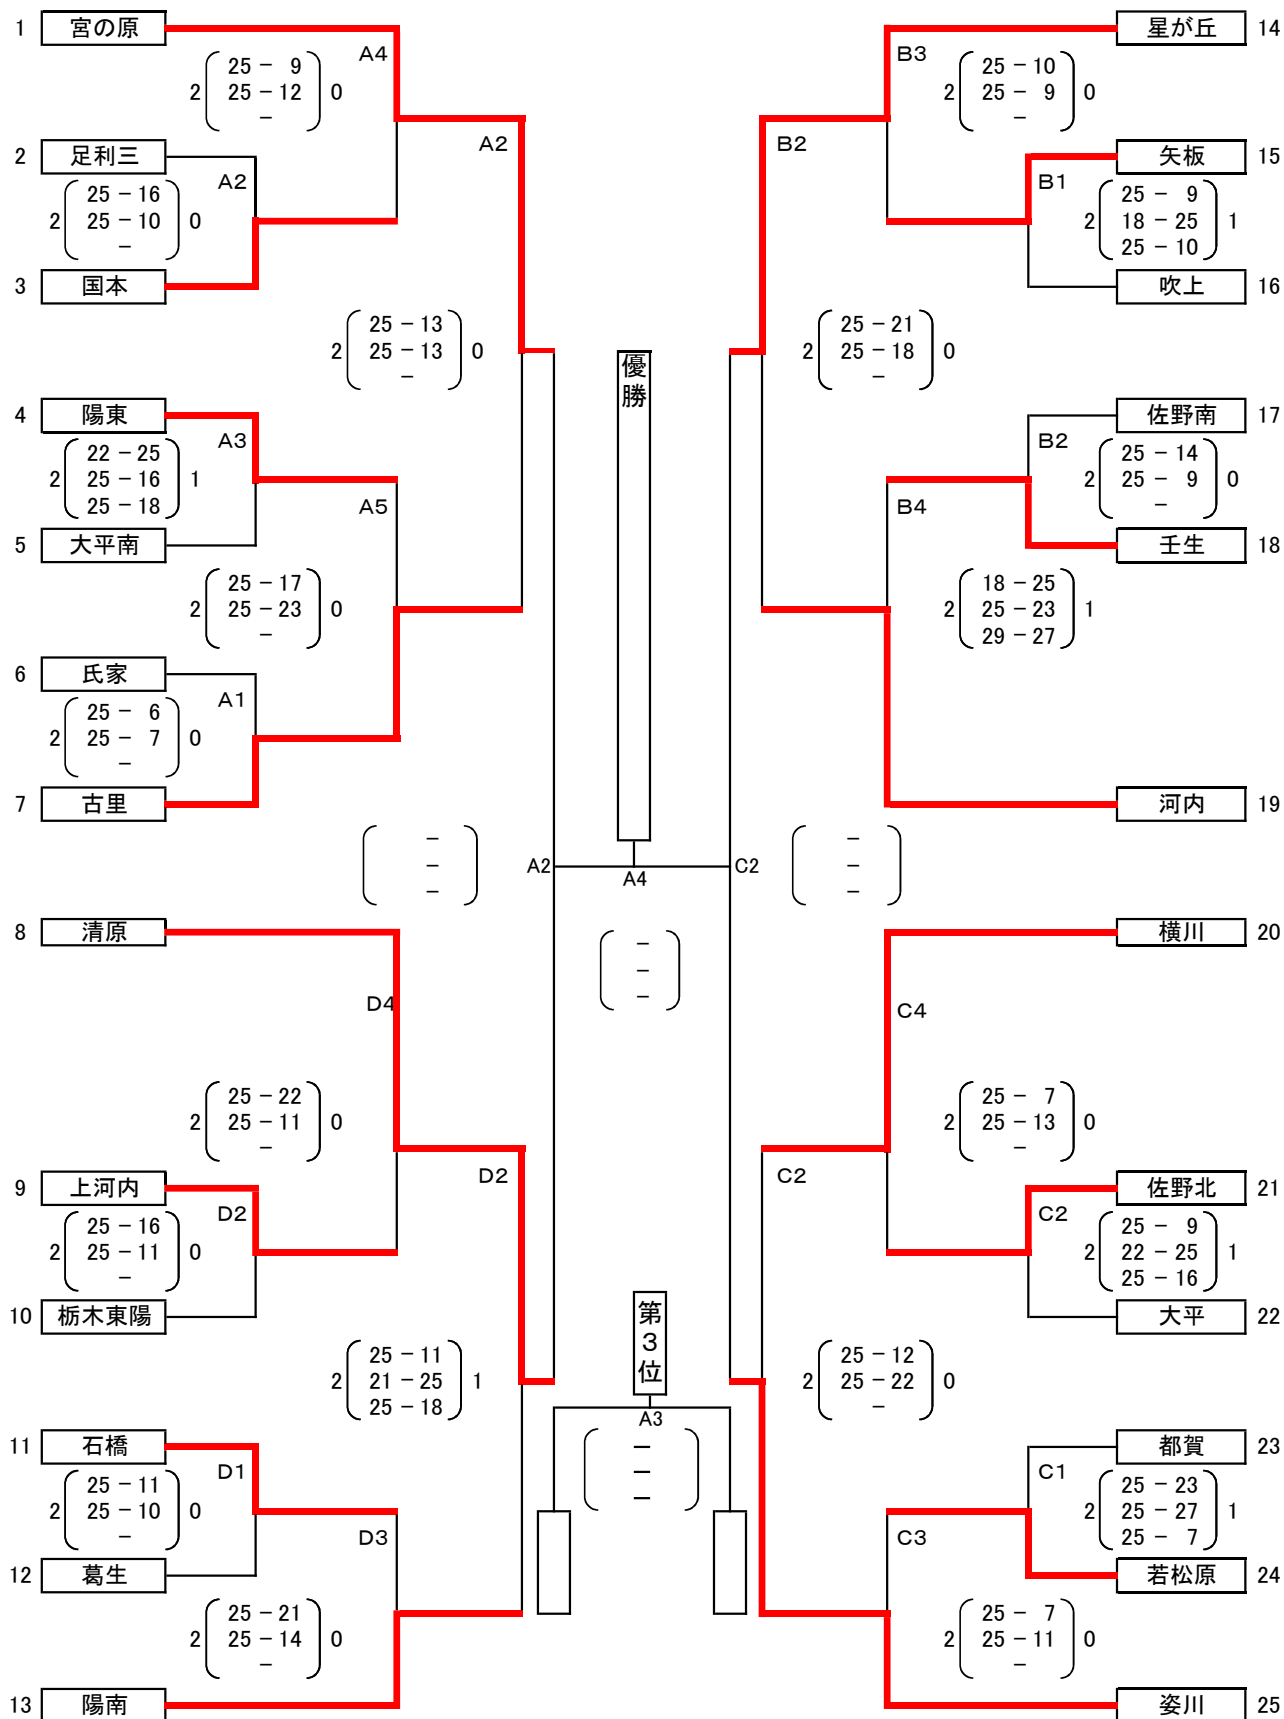 1 宮の原
A4
25 − 9
2 25 − 12 0
−
2 足利三
A2
25 − 16
2 25 − 10 0
−
3 国本
A2
25 − 13
2 25 − 13 0
−
4 陽東
A3
22 − 25
2 25 − 16 1
25 − 18
5 大平南
A5
25 − 17
2 25 − 23 0
−
6 氏家
A1
25 − 6
2 25 − 7 0
−
7 古里
−
−
−
A2
8 清原
D4
25 − 22
2 25 − 11 0
−
9 上河内
D2
25 − 16
2 25 − 11 0
−
10 栃木東陽
D2
25 − 11
2 21 − 25 1
25 − 18
11 石橋
D1
25 − 11
2 25 − 10 0
−
12 葛生
D3
25 − 21
2 25 − 14 0
−
13 陽南
優勝
A4
−
−
−
第3位
A3
−
−
−
星が丘 14
B3
25 − 10
2 25 − 9 0
−
矢板 15
B1
25 − 9
2 18 − 25 1
25 − 10
吹上 16
B2
25 − 21
2 25 − 18 0
−
佐野南 17
B2
25 − 14
2 25 − 9 0
−
壬生 18
B4
18 − 25
2 25 − 23 1
29 − 27
河内 19
−
−
−
C2
横川 20
C4
25 − 7
2 25 − 13 0
−
佐野北 21
C2
25 − 9
2 22 − 25 1
25 − 16
大平 22
C2
25 − 12
2 25 − 22 0
−
都賀 23
C1
25 − 23
2 25 − 27 1
25 − 7
若松原 24
C3
25 − 7
2 25 − 11 0
−
姿川 25